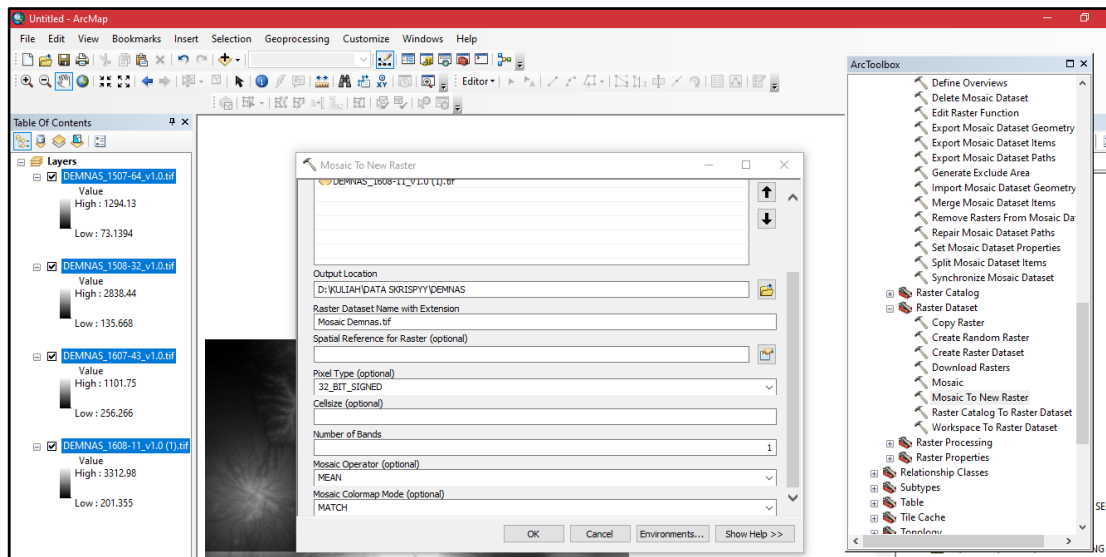 Untitled - ArcMap
File Edit View Bookmarks Insert Selection Geoprocessing Customize Windows Help
Editor
Table Of Contents
Layers
DEMNAS_1507-64_v1.0.tif
Value
High : 1294.13
Low : 73.1394
DEMNAS_1508-32_v1.0.tif
Value
High : 2838.44
Low : 135.668
DEMNAS_1607-43_v1.0.tif
Value
High : 1101.75
Low : 256.266
DEMNAS_1608-11_v1.0 (1).tif
Value
High : 3312.98
Low : 201.355
Mosaic To New Raster
DEMNAS_1608-11_v1.0 (1).tif
Output Location
D:\KULIAH\DATA SKRISPYY\DEMNAS
Raster Dataset Name with Extension
Mosaic Demnas.tif
Spatial Reference for Raster (optional)
Pixel Type (optional)
32_BIT_SIGNED
Cellsize (optional)
Number of Bands
1
Mosaic Operator (optional)
MEAN
Mosaic Colormap Mode (optional)
MATCH
OK Cancel Environments... Show Help >>
ArcToolbox
Define Overviews
Delete Mosaic Dataset
Edit Raster Function
Export Mosaic Dataset Geometry
Export Mosaic Dataset Items
Export Mosaic Dataset Paths
Generate Exclude Area
Import Mosaic Dataset Geometry
Merge Mosaic Dataset Items
Remove Rasters From Mosaic Da
Repair Mosaic Dataset Paths
Set Mosaic Dataset Properties
Split Mosaic Dataset Items
Synchronize Mosaic Dataset
Raster Catalog
Raster Dataset
Copy Raster
Create Random Raster
Create Raster Dataset
Download Rasters
Mosaic
Mosaic To New Raster
Raster Catalog To Raster Dataset
Workspace To Raster Dataset
Raster Processing
Raster Properties
Relationship Classes
Subtypes
Table
Tile Cache
Topology
SE
NG